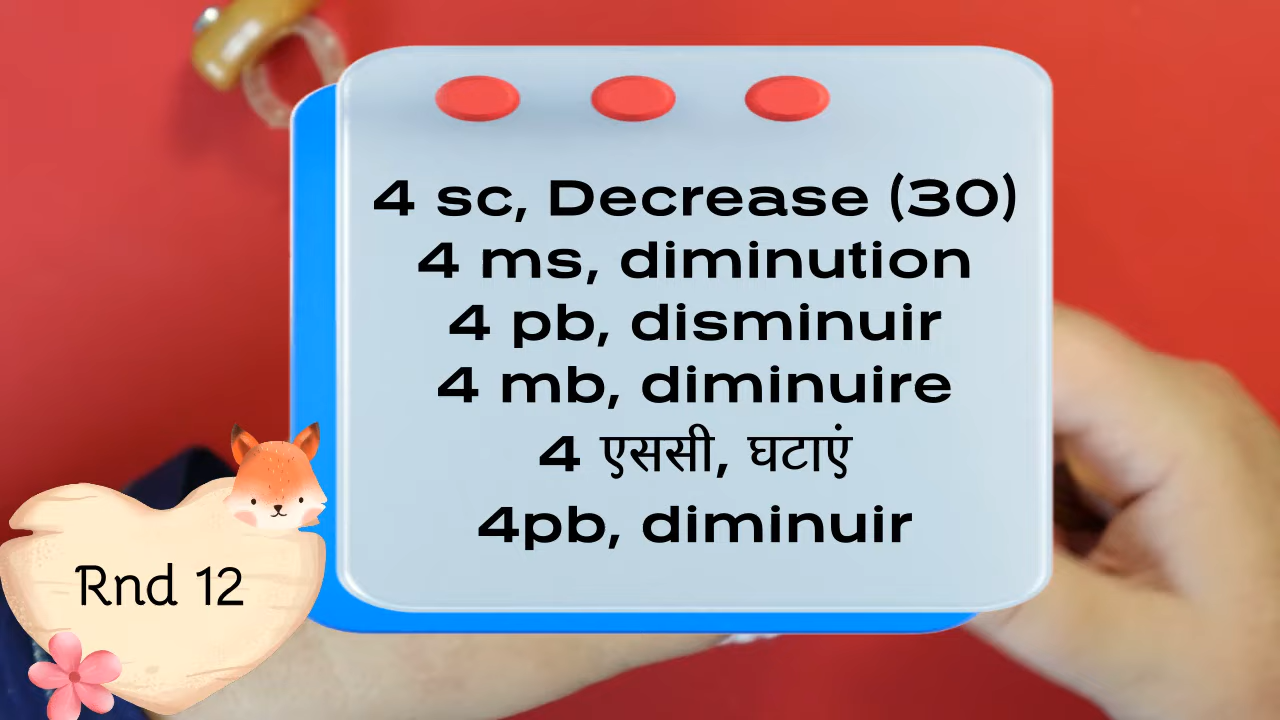 4 sc, Decrease (30)
4 ms, diminution
4 pb, disminuir
4 mb, diminuire
4 एससी, घटाएं
4pb, diminuir
Rnd 12